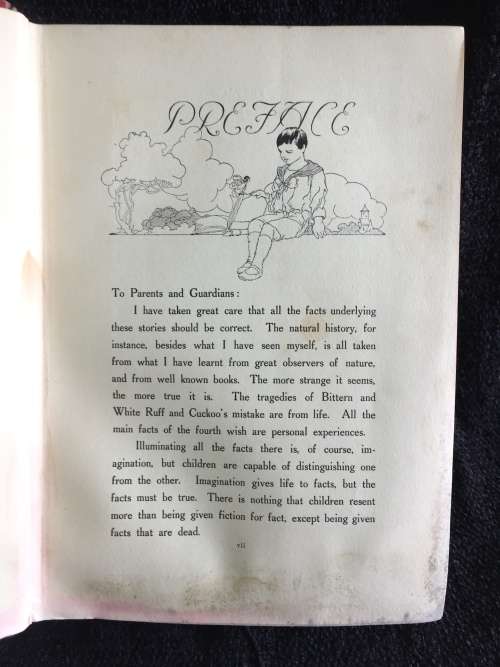 PREFACE
To Parents and Guardians :
I have taken great care that all the facts underlying
these stories should be correct. The natural history, for
instance, besides what I have seen myself, is all taken
from what I have learnt from great observers of nature,
and from well known books. The more strange it seems,
the more true it is. The tragedies of Bittern and
White Ruff and Cuckoo's mistake are from life. All the
main facts of the fourth wish are personal experiences.
Illuminating all the facts there is, of course, im-
agination, but children are capable of distinguishing one
from the other. Imagination gives life to facts, but the
facts must be true. There is nothing that children resent
more than being given fiction for fact, except being given
facts that are dead.
vii